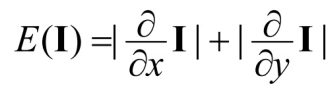 E(𝐈) = |∂/∂x 𝐈| + |∂/∂y 𝐈|